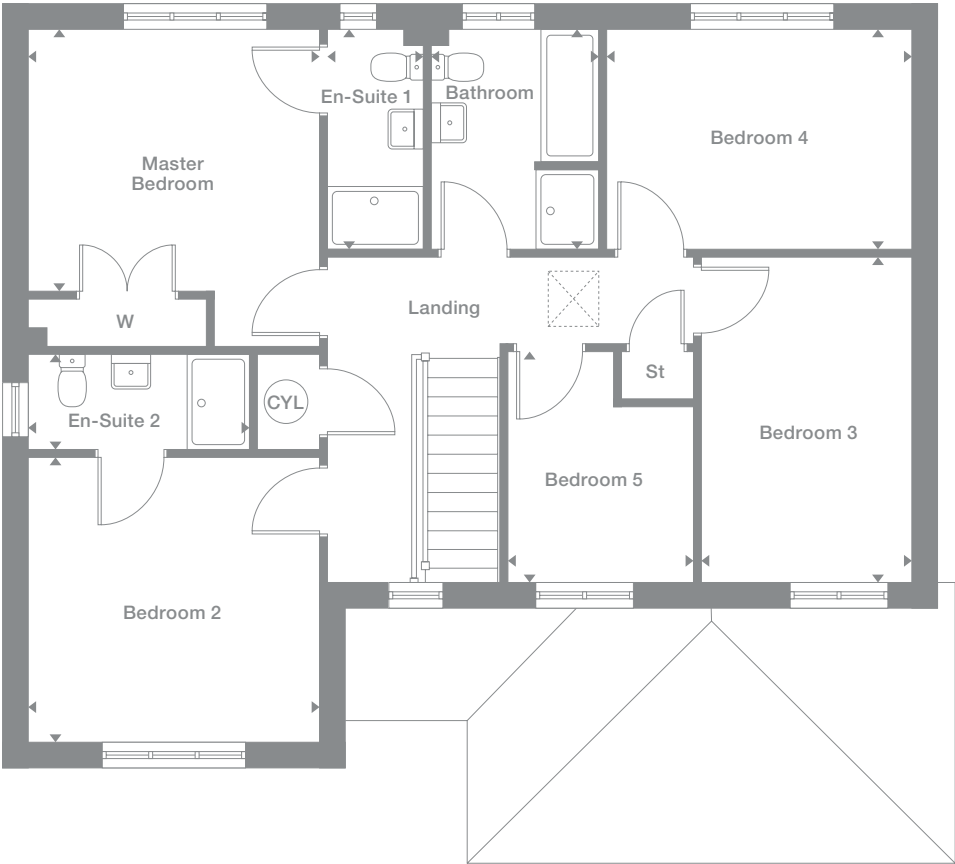 En-Suite 1
Bathroom
Bedroom 4
Master
Bedroom
Landing
W
St
CYL
En-Suite 2
Bedroom 3
Bedroom 5
Bedroom 2